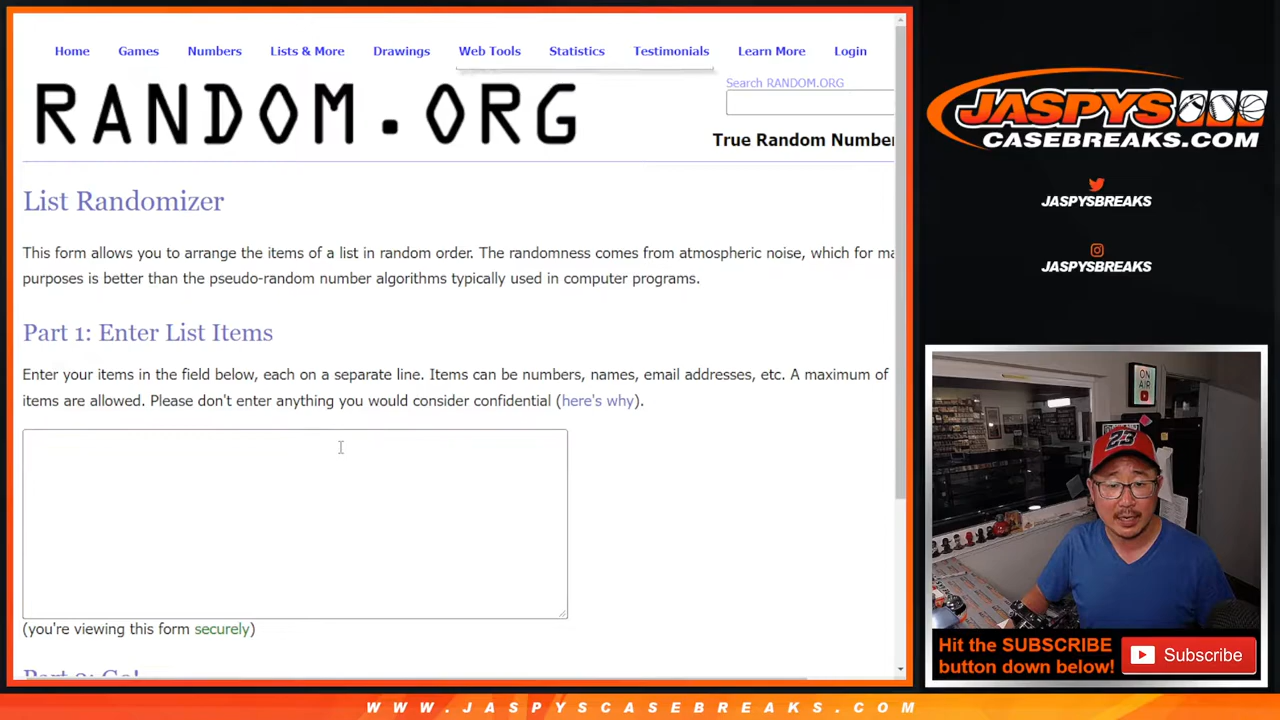 Home Games Numbers Lists & More Drawings Web Tools Statistics Testimonials Learn More Login
RANDOM.ORG
Search RANDOM.ORG
True Random Number
List Randomizer
This form allows you to arrange the items of a list in random order. The randomness comes from atmospheric noise, which for ma
purposes is better than the pseudo-random number algorithms typically used in computer programs.
Part 1: Enter List Items
Enter your items in the field below, each on a separate line. Items can be numbers, names, email addresses, etc. A maximum of
items are allowed. Please don't enter anything you would consider confidential (here's why).
(you're viewing this form securely)
Part 2: Go!
JASPYS
CASEBREAKS.COM
JASPYSBREAKS
JASPYSBREAKS
ON
AIR
23
Hit the SUBSCRIBE
button down below!
Subscribe
WWW.JASPYSCASEBREAKS.COM